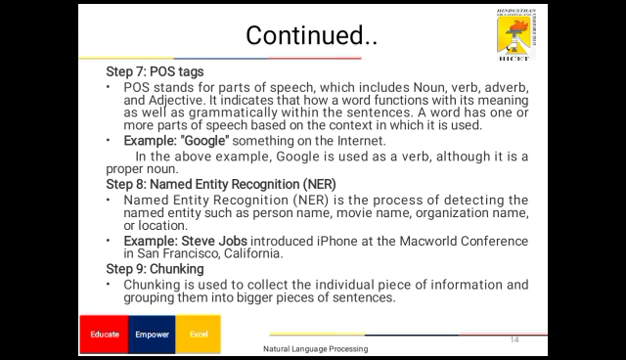 Continued..
HICET
Step 7: POS tags
• POS stands for parts of speech, which includes Noun, verb, adverb,
and Adjective. It indicates that how a word functions with its meaning
as well as grammatically within the sentences. A word has one or
more parts of speech based on the context in which it is used.
• Example: "Google" something on the Internet.
In the above example, Google is used as a verb, although it is a
proper noun.
Step 8: Named Entity Recognition (NER)
• Named Entity Recognition (NER) is the process of detecting the
named entity such as person name, movie name, organization name,
or location.
• Example: Steve Jobs introduced iPhone at the Macworld Conference
in San Francisco, California.
Step 9: Chunking
• Chunking is used to collect the individual piece of information and
grouping them into bigger pieces of sentences.
Educate Empower Excel
Natural Language Processing
14